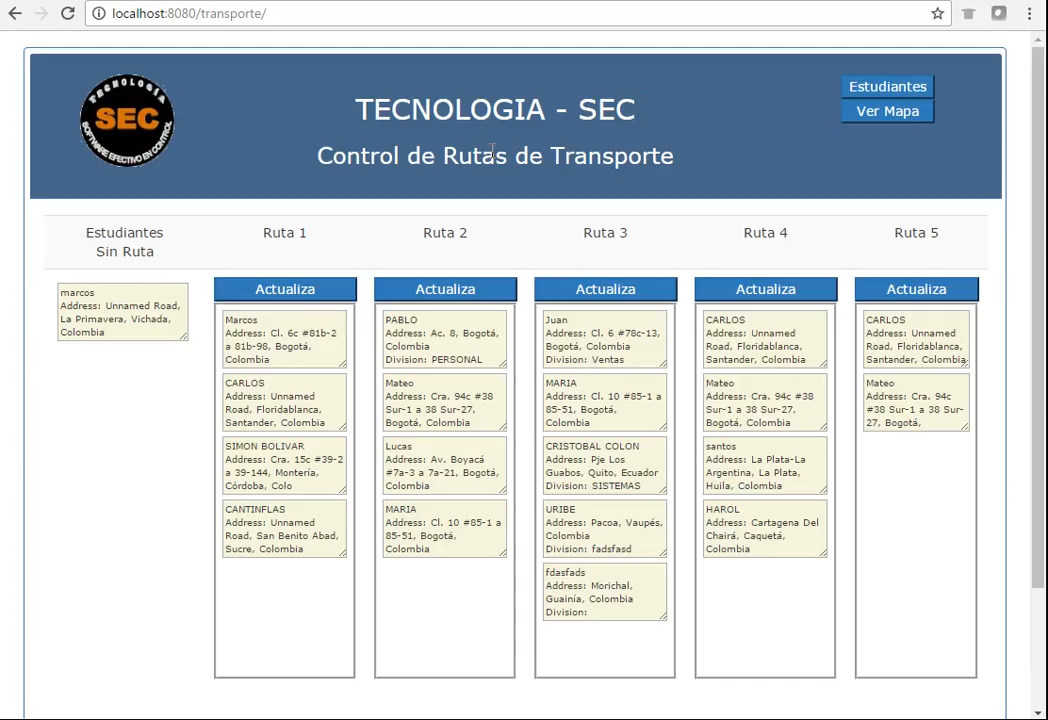 localhost:8080/transporte/
TECNOLOGIA
SEC
SOFTWARE EFECTIVO EN CONTROL
TECNOLOGIA - SEC
Control de Rutas de Transporte
Estudiantes
Ver Mapa
Estudiantes
Sin Ruta
Ruta 1
Ruta 2
Ruta 3
Ruta 4
Ruta 5
marcos
Address: Unnamed Road,
La Primavera, Vichada,
Colombia
Actualiza
Marcos
Address: Cl. 6c #81b-2
a 81b-98, Bogotá,
Colombia
CARLOS
Address: Unnamed
Road, Floridablanca,
Santander, Colombia
SIMON BOLIVAR
Address: Cra. 15c #39-2
a 39-144, Montería,
Córdoba, Colo
CANTINFLAS
Address: Unnamed
Road, San Benito Abad,
Sucre, Colombia
Actualiza
PABLO
Address: Ac. 8, Bogotá,
Colombia
Division: PERSONAL
Mateo
Address: Cra. 94c #38
Sur-1 a 38 Sur-27,
Bogotá, Colombia
Lucas
Address: Av. Boyacá
#7a-3 a 7a-21, Bogotá,
Colombia
MARIA
Address: Cl. 10 #85-1 a
85-51, Bogotá,
Colombia
Actualiza
Juan
Address: Cl. 6 #78c-13,
Bogotá, Colombia
Division: Ventas
MARIA
Address: Cl. 10 #85-1 a
85-51, Bogotá,
Colombia
CRISTOBAL COLON
Address: Pje Los
Guabos, Quito, Ecuador
Division: SISTEMAS
URIBE
Address: Pacoa, Vaupés,
Colombia
Division: fadsfasd
fdasfads
Address: Morichal,
Guainía, Colombia
Division:
Actualiza
CARLOS
Address: Unnamed
Road, Floridablanca,
Santander, Colombia
Mateo
Address: Cra. 94c #38
Sur-1 a 38 Sur-27,
Bogotá, Colombia
santos
Address: La Plata-La
Argentina, La Plata,
Huila, Colombia
HAROL
Address: Cartagena Del
Chairá, Caquetá,
Colombia
Actualiza
CARLOS
Address: Unnamed
Road, Floridablanca,
Santander, Colombia
Mateo
Address: Cra. 94c
#38 Sur-1 a 38 Sur-
27, Bogotá,